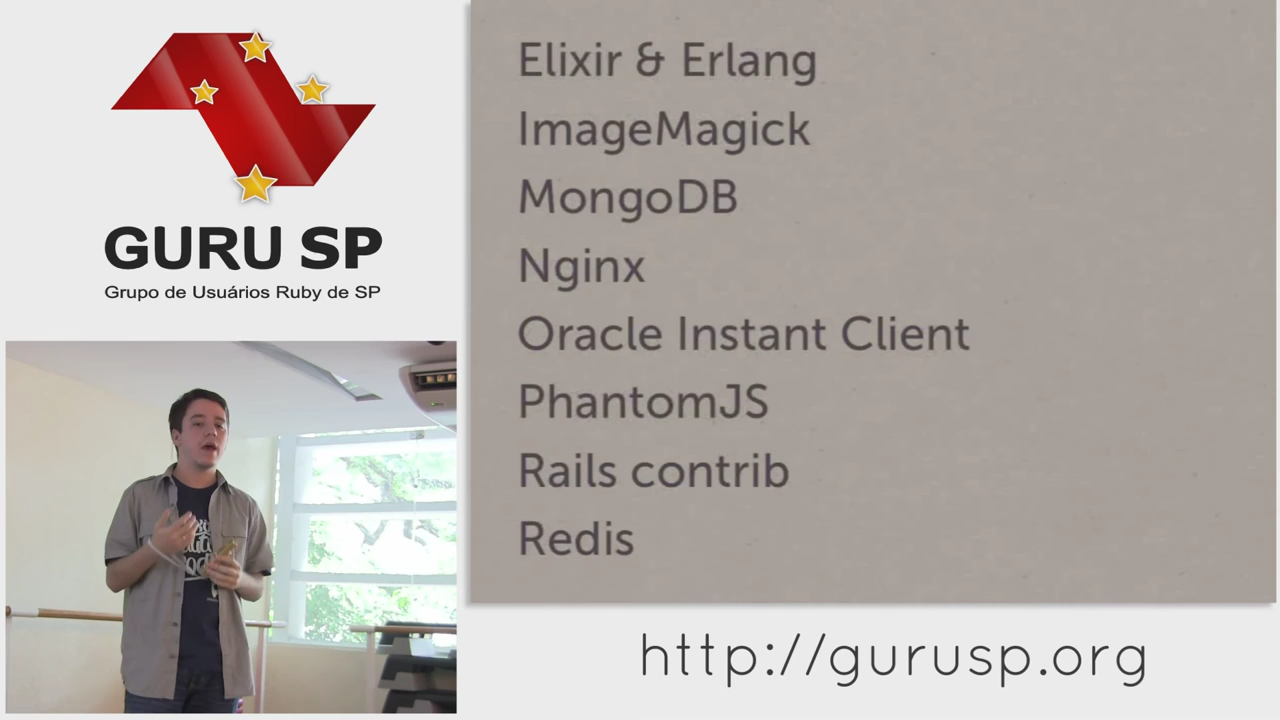 GURU SP
Grupo de Usuários Ruby de SP
Elixir & Erlang
ImageMagick
MongoDB
Nginx
Oracle Instant Client
PhantomJS
Rails contrib
Redis
http://gurusp.org